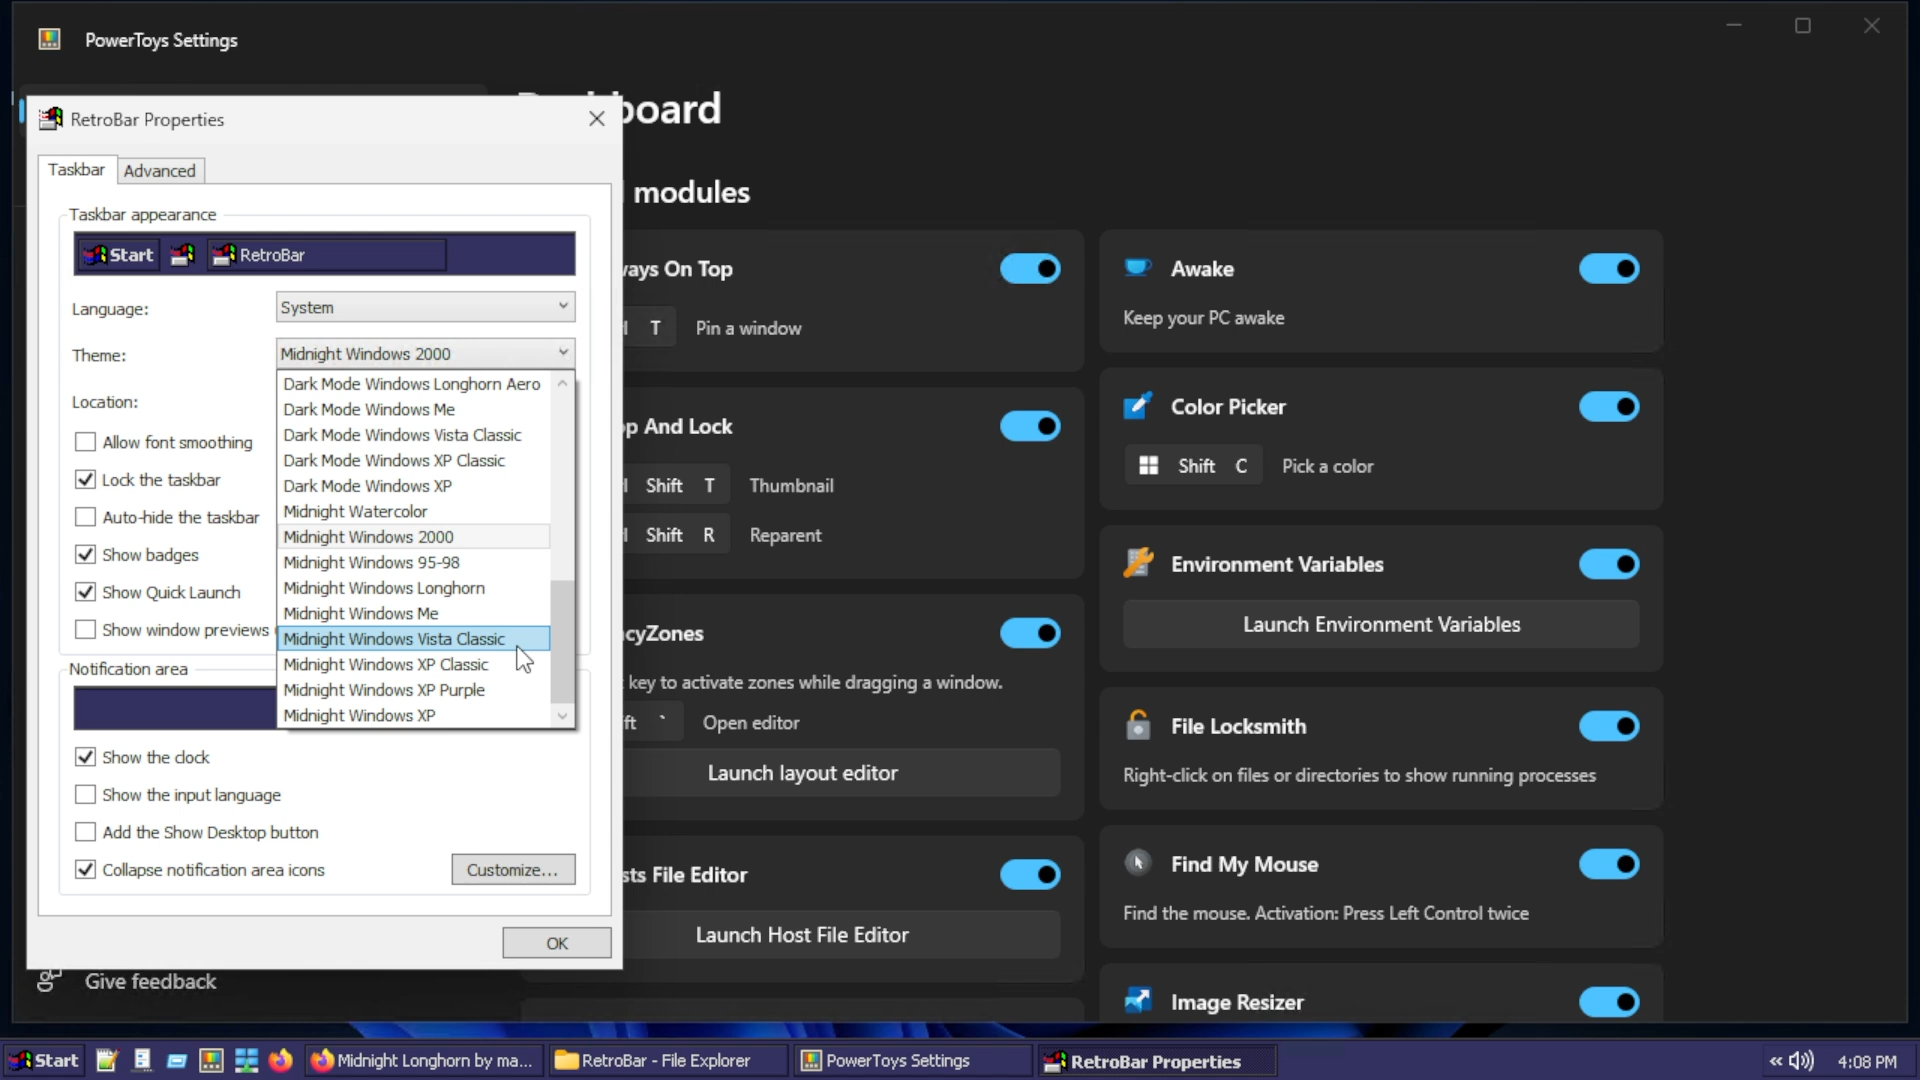 PowerToys Settings
RetroBar Properties
Taskbar
Advanced
Taskbar appearance
Start
RetroBar
Language:
System
Theme:
Midnight Windows 2000
Dark Mode Windows Longhorn Aero
Dark Mode Windows Me
Dark Mode Windows Vista Classic
Dark Mode Windows XP Classic
Dark Mode Windows XP
Midnight Watercolor
Midnight Windows 2000
Midnight Windows 95-98
Midnight Windows Longhorn
Midnight Windows Me
Midnight Windows Vista Classic
Midnight Windows XP Classic
Midnight Windows XP Purple
Midnight Windows XP
Location:
Allow font smoothing
Lock the taskbar
Auto-hide the taskbar
Show badges
Show Quick Launch
Show window previews
Notification area
Show the clock
Show the input language
Add the Show Desktop button
Collapse notification area icons
Customize...
OK
Give feedback
board
modules
ways On Top
T Pin a window
op And Lock
Shift T Thumbnail
Shift R Reparent
cyZones
key to activate zones while dragging a window.
ft ` Open editor
Launch layout editor
sts File Editor
Launch Host File Editor
Awake
Keep your PC awake
Color Picker
Shift C Pick a color
Environment Variables
Launch Environment Variables
File Locksmith
Right-click on files or directories to show running processes
Find My Mouse
Find the mouse. Activation: Press Left Control twice
Image Resizer
Start
Midnight Longhorn by ma...
RetroBar - File Explorer
PowerToys Settings
RetroBar Properties
«
4:08 PM